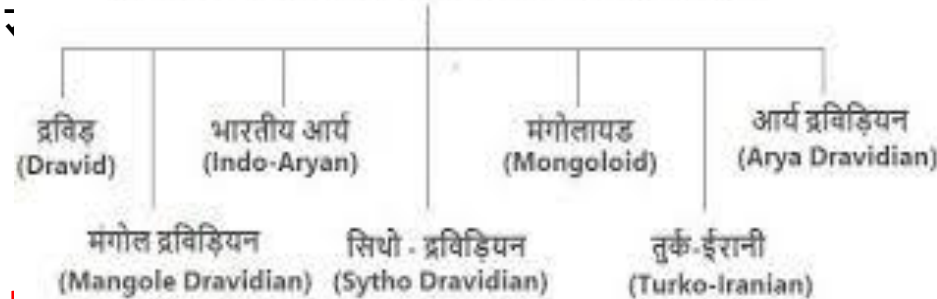 द्रविड़
(Dravid)
भारतीय आर्य
(Indo-Aryan)
मंगोलायड
(Mongoloid)
आर्य द्रविड़ियन
(Arya Dravidian)
मंगोल द्रविड़ियन
(Mangole Dravidian)
सिथो - द्रविड़ियन
(Sytho Dravidian)
तुर्क-ईरानी
(Turko-Iranian)